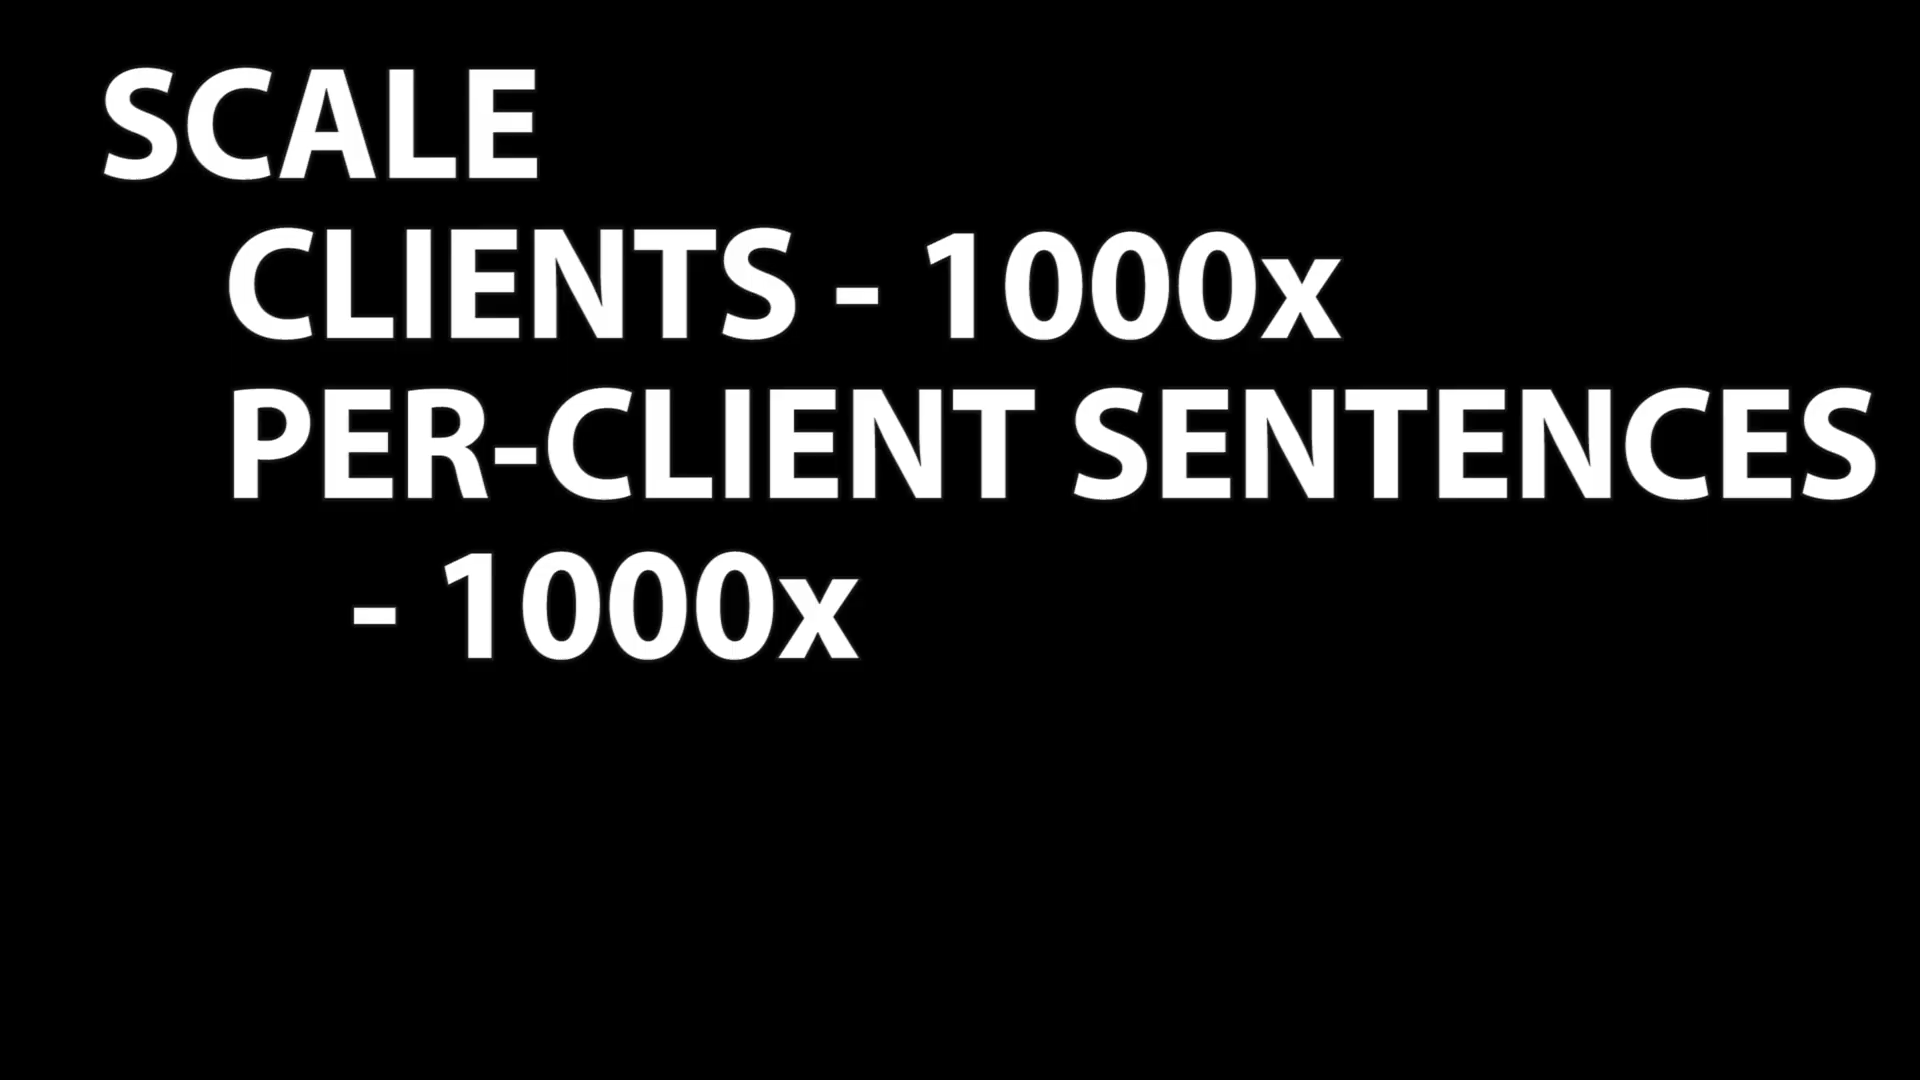 SCALE
CLIENTS - 1000x
PER-CLIENT SENTENCES
- 1000x